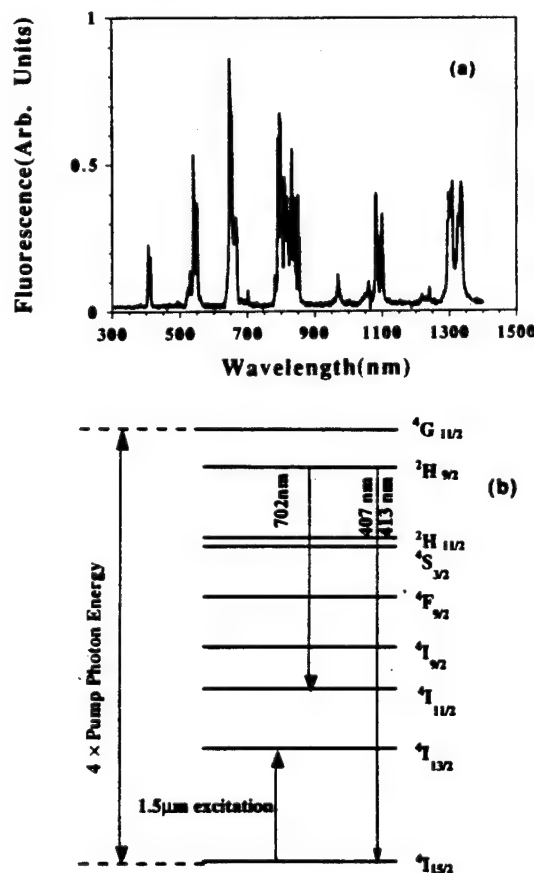 Fluorescence(Arb. Units)
1
0.5
0
(a)
300 500 700 900 1100 1300 1500
Wavelength(nm)
4 × Pump Photon Energy
⁴G 11/2
²H 9/2
(b)
702nm
407 nm
413 nm
²H 11/2
⁴S 3/2
⁴F 9/2
⁴I 9/2
⁴I 11/2
⁴I 13/2
1.5μm excitation
⁴I 15/2